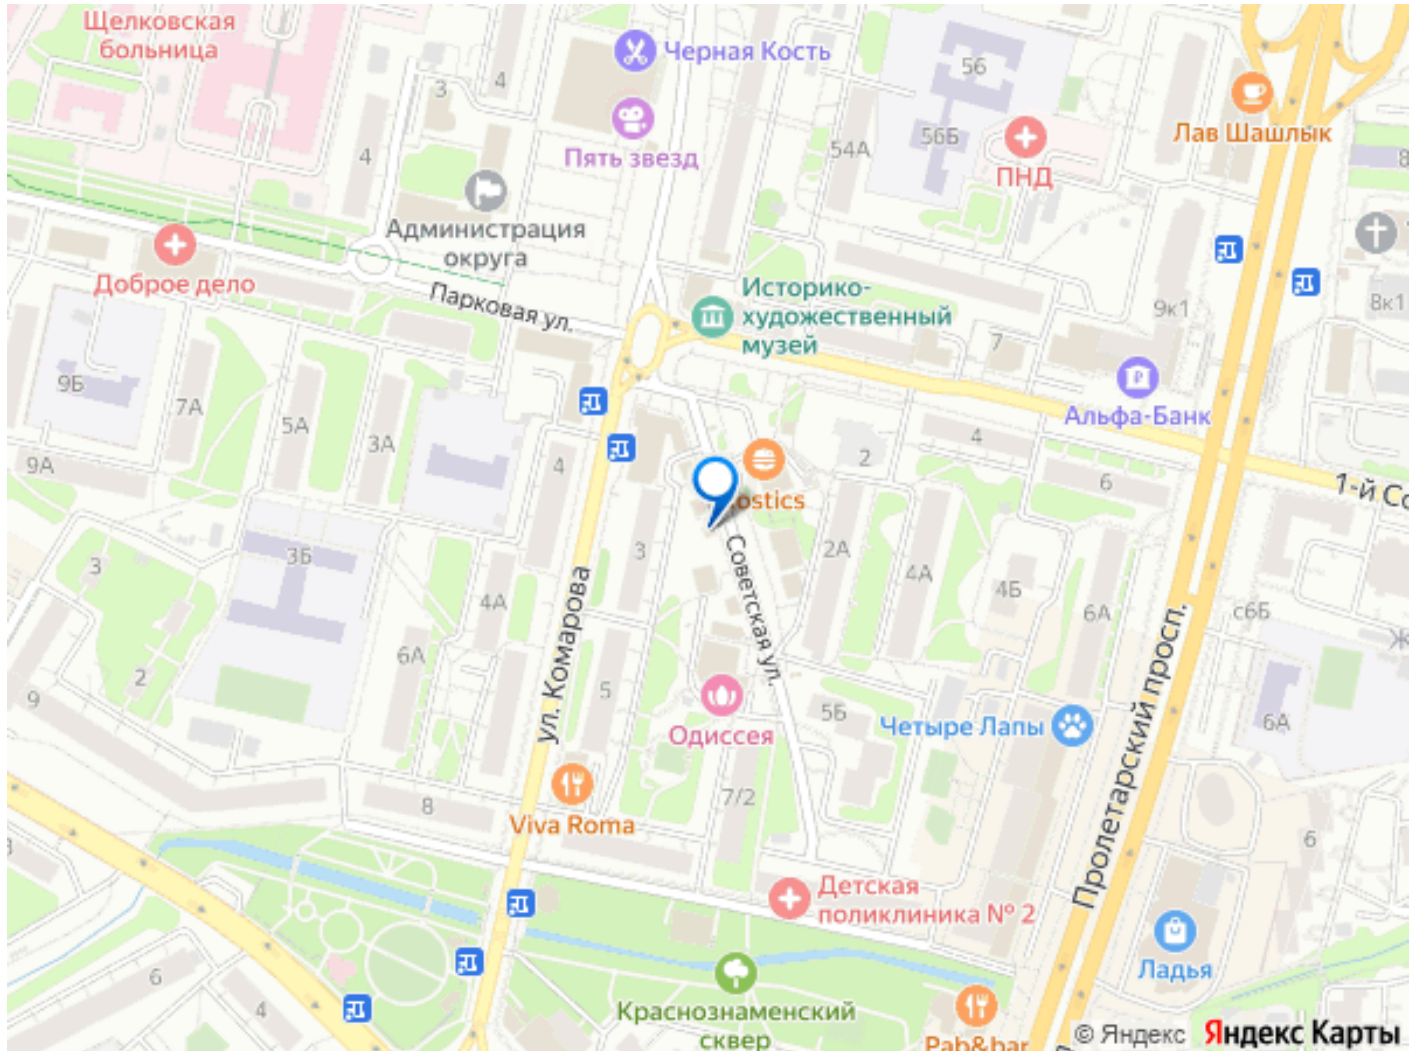 Щелковская
больница
Черная Кость
56
4
3
Лав Шашлык
Пять звезд
4
54А
56Б
ПНД
Администрация
округа
Доброе дело
Парковая ул.
Историко-
художественный
музей
9к1
8к1
7
Альфа-Банк
9Б
7А
5А
3А
9А
4
2
4
6
1-й Со
ostics
3Б
3
3
2А
4А
4Б
6А
с6Б
Советская ул.
ул. Комарова
Пролетарский просп.
4А
6А
2
9
5
5Б
Одиссея
Четыре Лапы
6А
Ж
7/2
8
Viva Roma
6
Детская
поликлиника № 2
Ладья
6
4
Краснознаменский
сквер
Pab&bar
© Яндекс Яндекс Карты